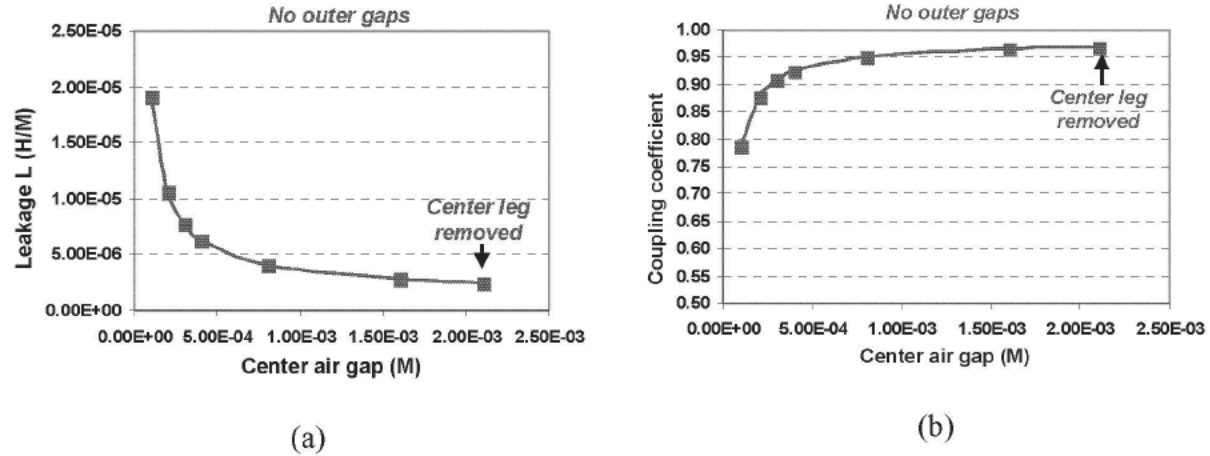 No outer gaps
2.50E-05
2.00E-05
1.50E-05
1.00E-05
5.00E-06
0.00E+00
Leakage L (H/M)
Center leg
removed
0.00E+00 5.00E-04 1.00E-03 1.50E-03 2.00E-03 2.50E-03
Center air gap (M)
(a)
No outer gaps
1.00
0.95
0.90
0.85
0.80
0.75
0.70
0.65
0.60
0.55
0.50
Coupling coefficient
Center leg
removed
0.00E+00 5.00E-04 1.00E-03 1.50E-03 2.00E-03 2.50E-03
Center air gap (M)
(b)